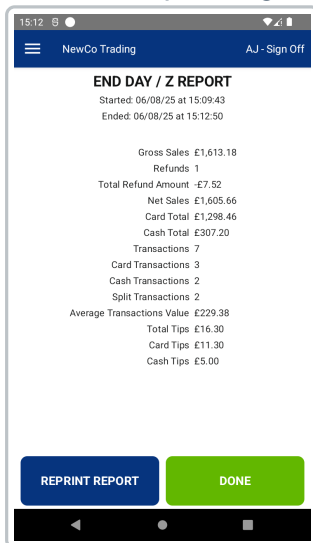 15:12
NewCo Trading AJ - Sign Off
END DAY / Z REPORT
Started: 06/08/25 at 15:09:43
Ended: 06/08/25 at 15:12:50
Gross Sales £1,613.18
Refunds 1
Total Refund Amount -£7.52
Net Sales £1,605.66
Card Total £1,298.46
Cash Total £307.20
Transactions 7
Card Transactions 3
Cash Transactions 2
Split Transactions 2
Average Transactions Value £229.38
Total Tips £16.30
Card Tips £11.30
Cash Tips £5.00
REPRINT REPORT DONE